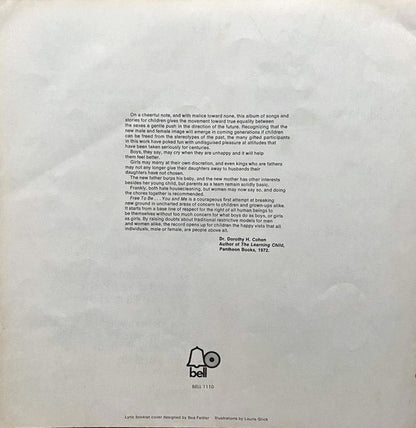 On a cheerful note, and with malice toward none, this album of songs and
stories for children gives the movement toward true equality between
the sexes a gentle push in the direction of the future. Recognizing that the
new male and female image will emerge in coming generations if children
can be freed from the stereotypes of the past, the many gifted participants
in this work have poked fun with undisguised pleasure at attitudes that
have been taken seriously for centuries.
Boys, they say, may cry when they are unhappy and it will help
them feel better.
Girls may marry at their own discretion, and even kings who are fathers
may not any longer give their daughters away to husbands their
daughters have not chosen.
The new father burps his baby, and the new mother has other interests
besides her young child, but parents as a team remain solidly basic.
Frankly, both hate housecleaning, but women may now say so, and doing
the chores together is recommended.
Free To Be . . . You and Me is a courageous first attempt at breaking
new ground in uncharted areas of concern to children and grown-ups alike.
It starts from a base line of respect for the right of all human beings to
be themselves without too much concern for what boys do as boys, or girls
as girls. By raising doubts about traditional restrictive models for men
and women alike, the record opens up for children the happy vista that all
individuals, male or female, are people above all.
Dr. Dorothy H. Cohen
Author of The Learning Child,
Pantheon Books, 1972.
bell
BELL 1110
Lyric booklet cover designed by Bea Feitler Illustrations by Laurie Glick